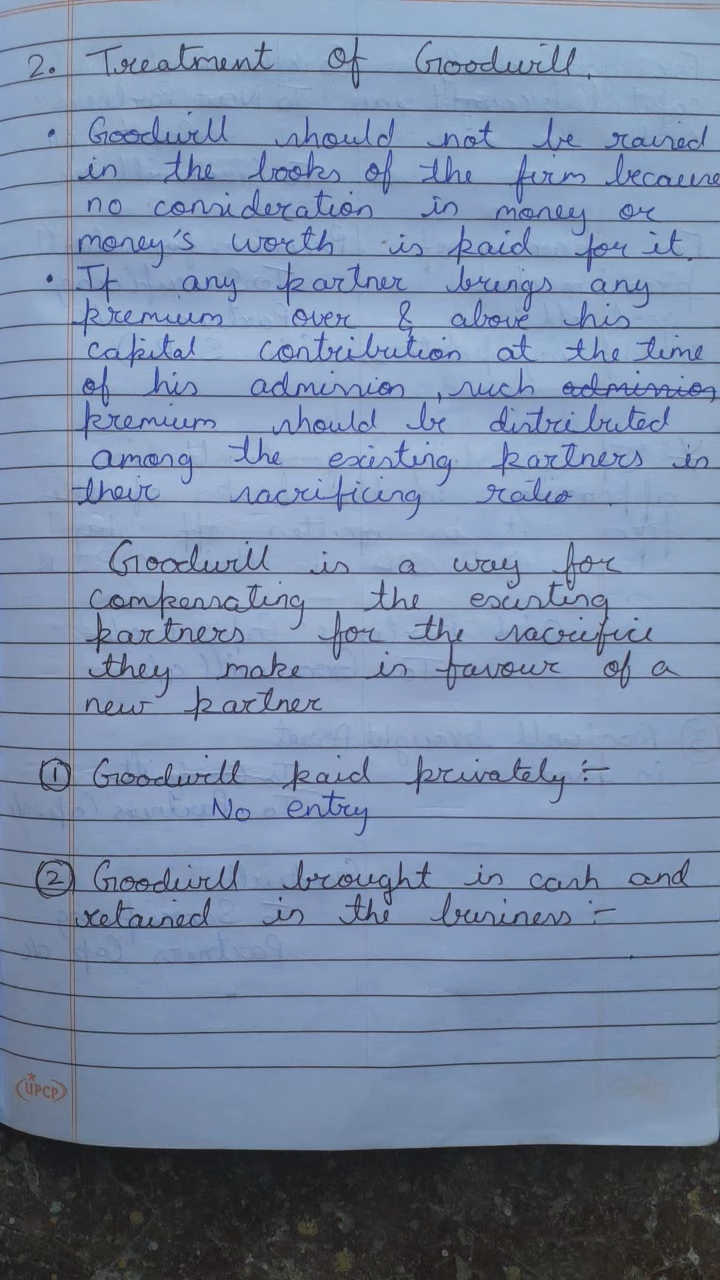 2. Treatment of Goodwill.
• Goodwill should not be raised
in the books of the firm because
no consideration in money or
money's worth is paid for it.
• If any partner brings any
premium over & above his
capital contribution at the time
of his admission, such admission
premium should be distributed
among the existing partners in
their sacrificing ratio.
Goodwill is a way for
compensating the existing
partners for the sacrifice
they make in favour of a
new partner
① Goodwill paid privately :-
No entry
② Goodwill brought in cash and
retained in the business :-
UPCP